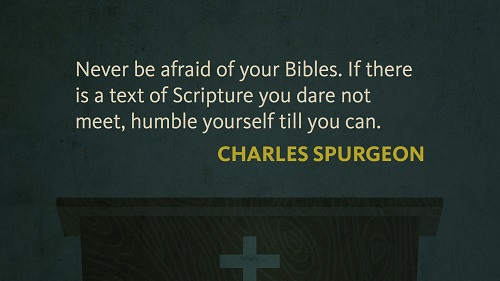 Never be afraid of your Bibles. If there
is a text of Scripture you dare not
meet, humble yourself till you can.
CHARLES SPURGEON